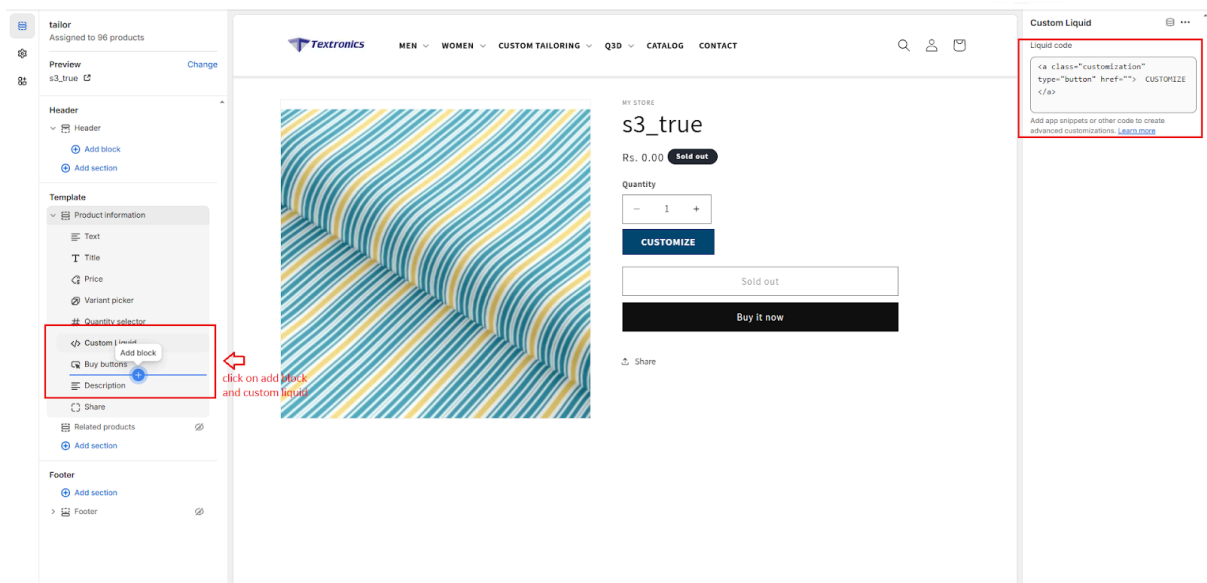 tailor
Assigned to 96 products
Preview
Change
s3_true
Header
Header
Add block
Add section
Template
Product information
Text
Title
Price
Variant picker
Quantity selector
Custom Liquid
Add block
Buy buttons
Description
Share
Related products
Add section
Footer
Add section
Footer
click on add block
and custom liquid
Textronics
MEN
WOMEN
CUSTOM TAILORING
Q3D
CATALOG
CONTACT
MY STORE
s3_true
Rs. 0.00 Sold out
Quantity
− 1 +
CUSTOMIZE
Sold out
Buy it now
Share
Custom Liquid
Liquid code
<a class="customization"
type="button" href=""> CUSTOMIZE
</a>
Add app snippets or other code to create
advanced customizations. Learn more